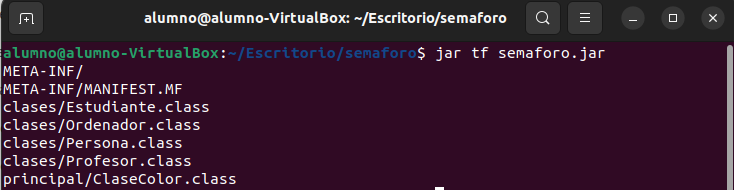 alumno@alumno-VirtualBox: ~/Escritorio/semaforo
alumno@alumno-VirtualBox:~/Escritorio/semaforo$ jar tf semaforo.jar
META-INF/
META-INF/MANIFEST.MF
clases/Estudiante.class
clases/Ordenador.class
clases/Persona.class
clases/Profesor.class
principal/ClaseColor.class